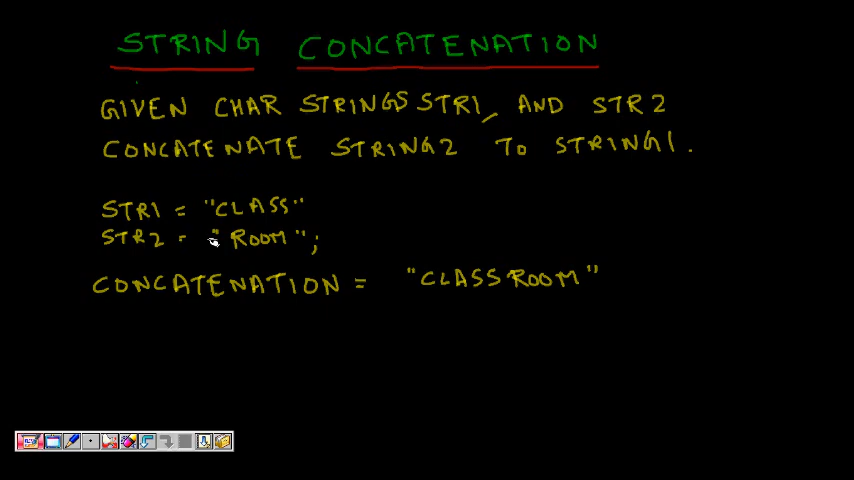 STRING CONCATENATION
GIVEN CHAR STRINGS STR1, AND STR2
CONCATENATE STRING2 TO STRING1.
STR1 = "CLASS"
STR2 = "ROOM";
CONCATENATION = "CLASSROOM"